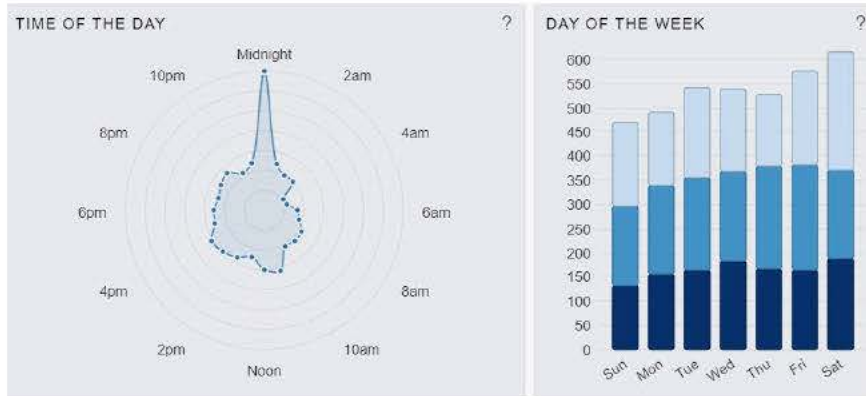 TIME OF THE DAY ?
Midnight
10pm 2am
8pm 4am
6pm 6am
4pm 8am
2pm 10am
Noon
DAY OF THE WEEK ?
600
550
500
450
400
350
300
250
200
150
100
50
0
Sun Mon Tue Wed Thu Fri Sat